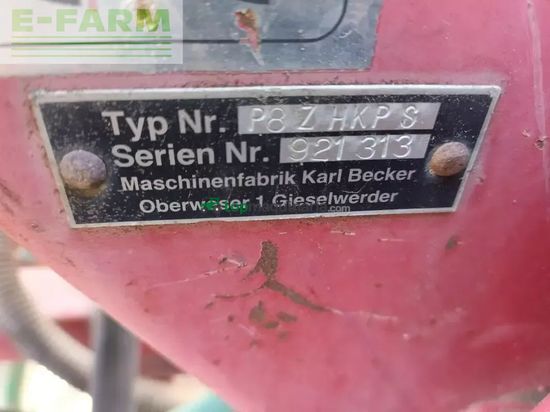 E-FARM
Typ Nr. P8 Z HKP S
Serien Nr. 921 313
Maschinenfabrik Karl Becker
Oberweser 1 Gieselwerder